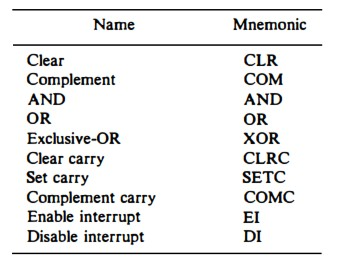 Name Mnemonic
Clear CLR
Complement COM
AND AND
OR OR
Exclusive-OR XOR
Clear carry CLRC
Set carry SETC
Complement carry COMC
Enable interrupt EI
Disable interrupt DI